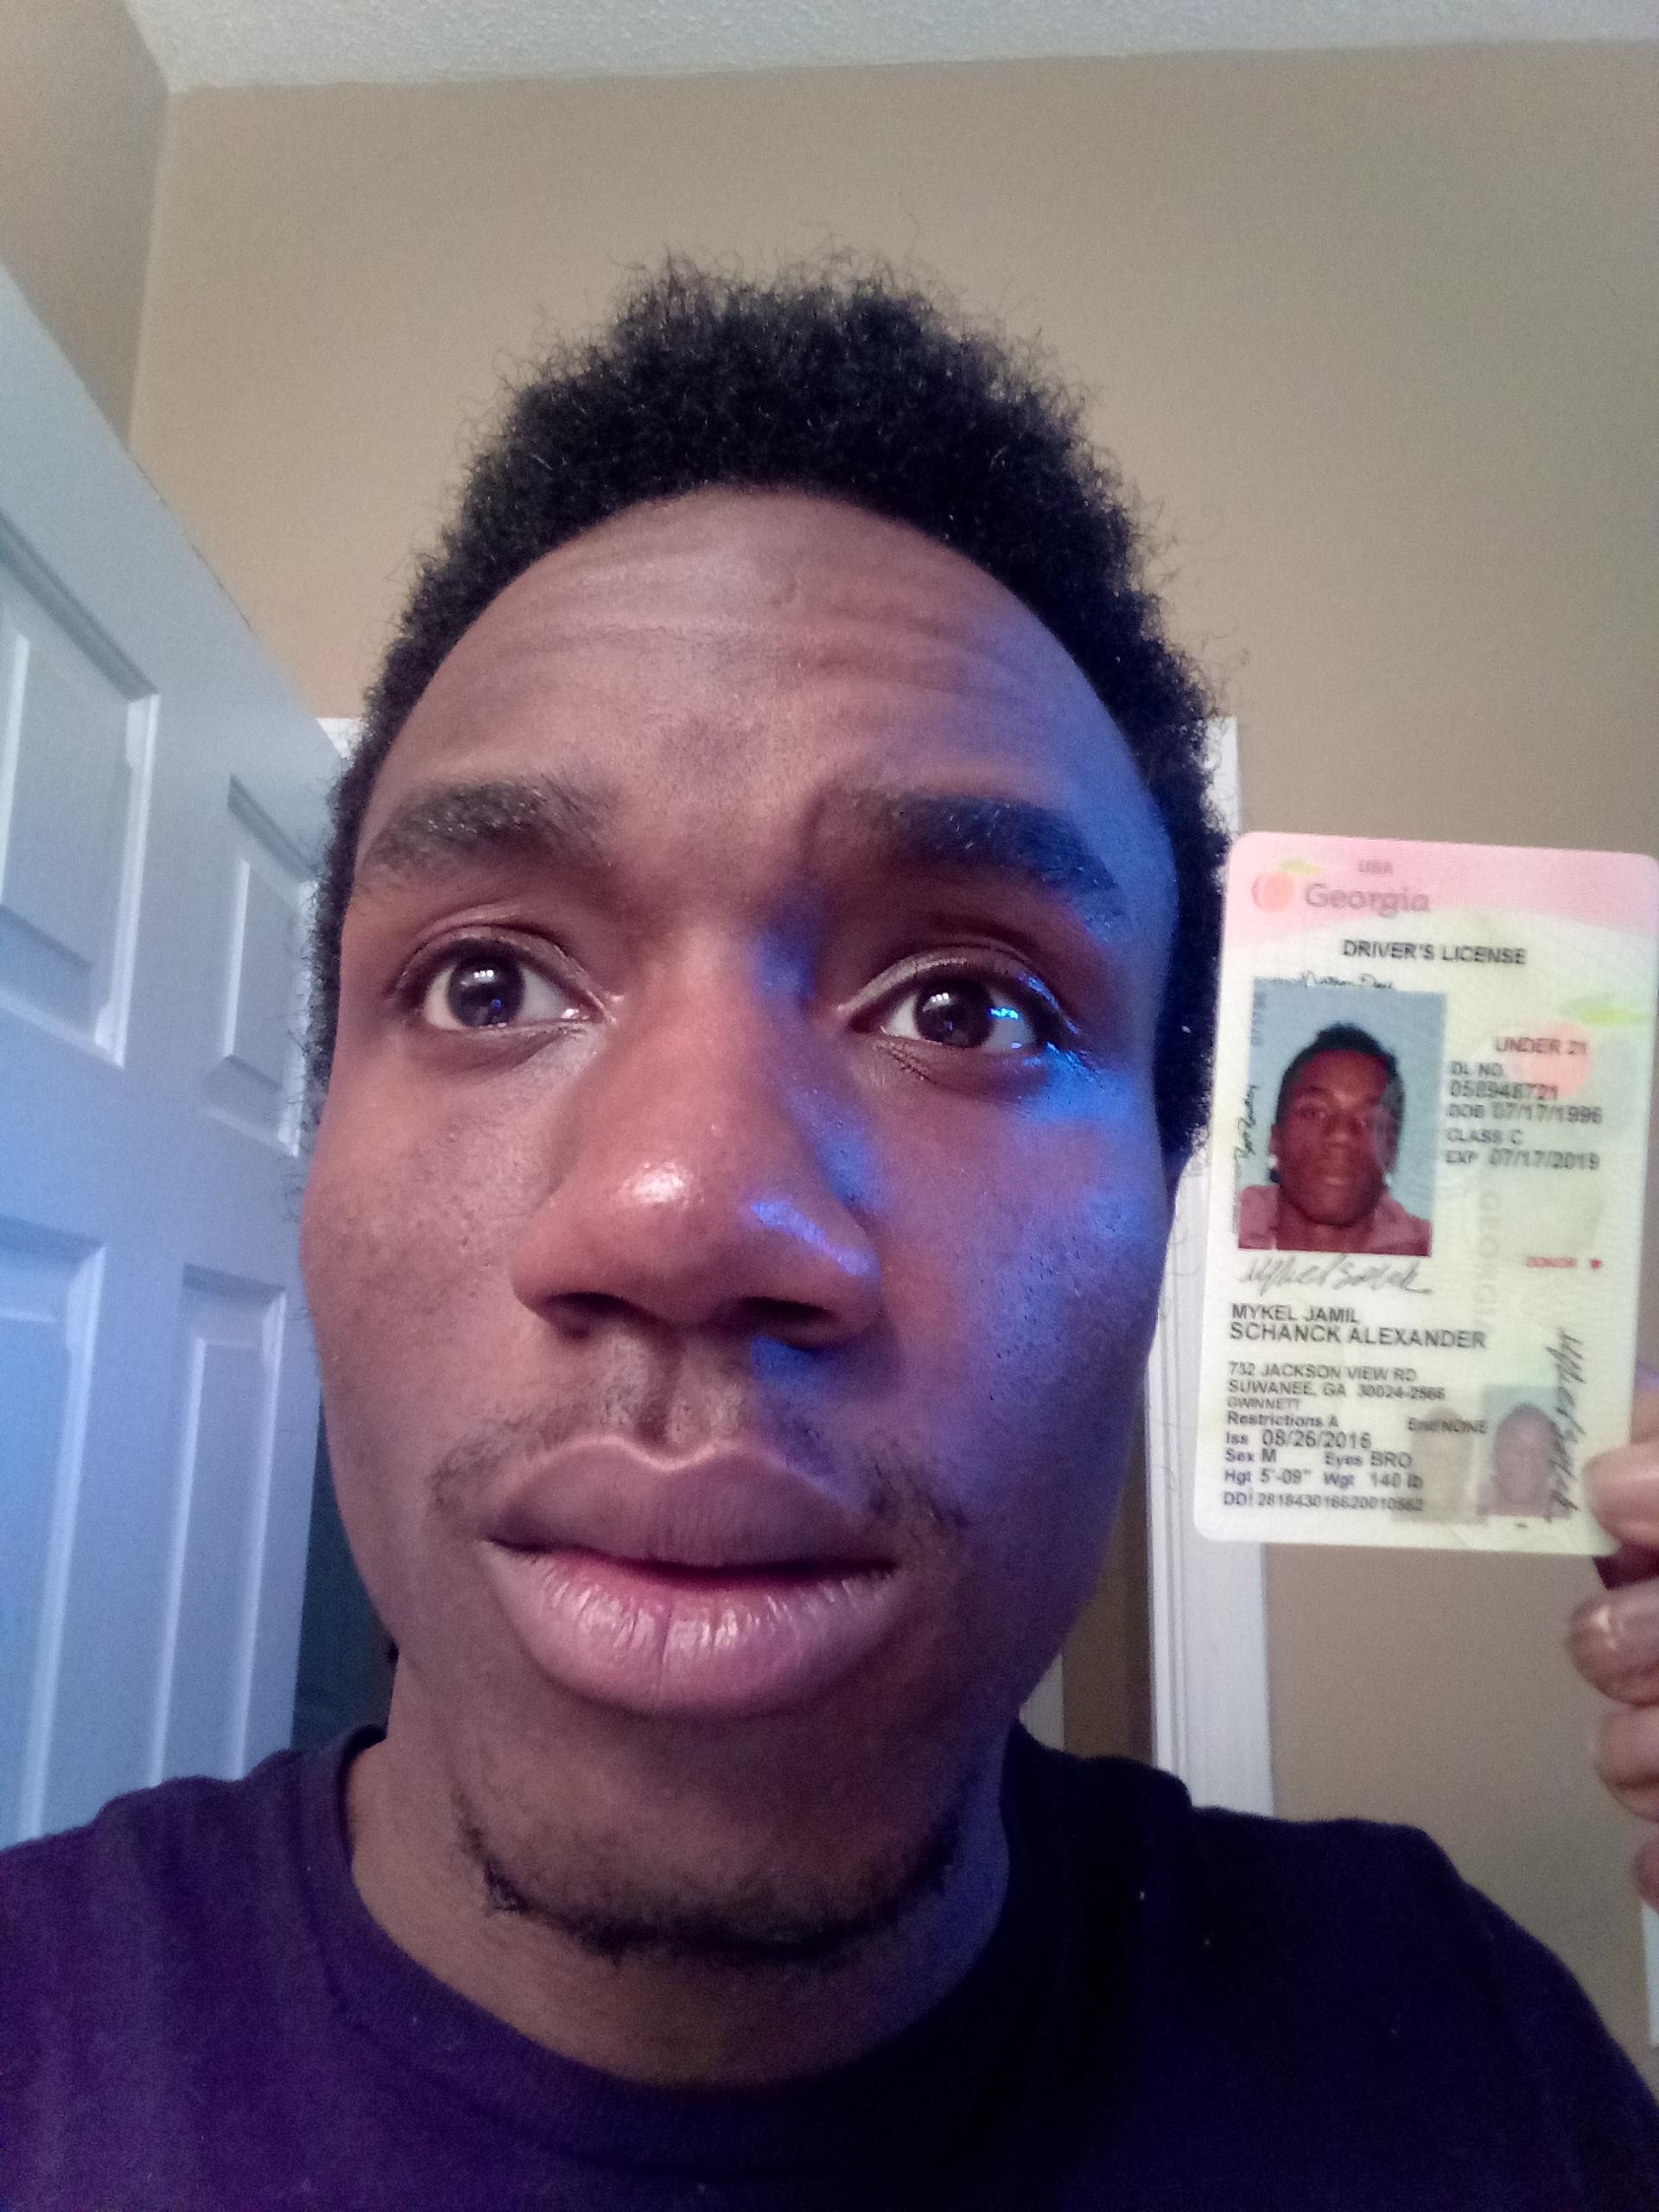 USA
Georgia
DRIVER'S LICENSE
UNDER 21
DL NO.
058948721
DOB 07/17/1996
CLASS C
EXP 07/17/2019
GEORGIA
DONOR
MYKEL JAMIL
SCHANCK ALEXANDER
732 JACKSON VIEW RD
SUWANEE, GA
GWINNETT
Restrictions A End NONE
Iss 08/26/2016
Sex M Eyes BRO
Hgt 5'-09" Wgt 140 lb